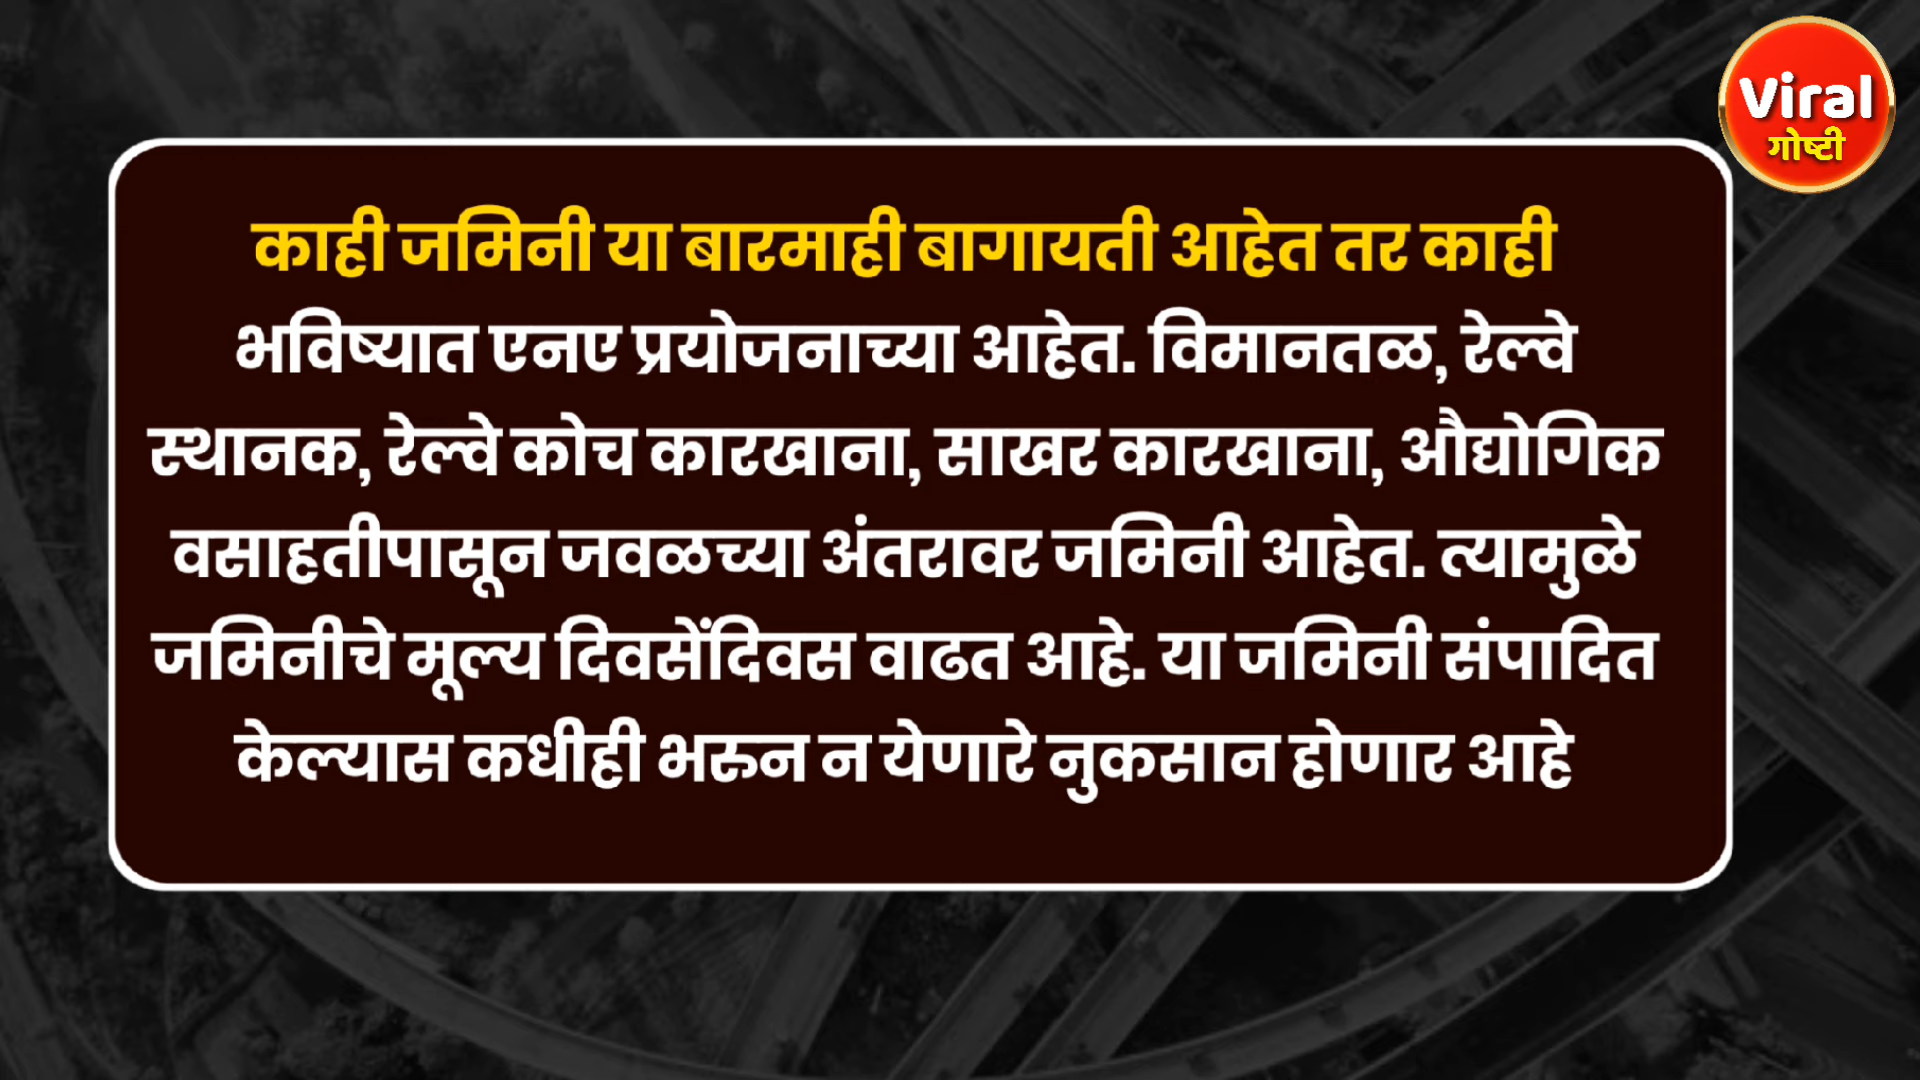 Viral
गोष्टी
काही जमिनी या बारमाही बागायती आहेत तर काही
भविष्यात एनए प्रयोजनाच्या आहेत. विमानतळ, रेल्वे
स्थानक, रेल्वे कोच कारखाना, साखर कारखाना, औद्योगिक
वसाहतीपासून जवळच्या अंतरावर जमिनी आहेत. त्यामुळे
जमिनीचे मूल्य दिवसेंदिवस वाढत आहे. या जमिनी संपादित
केल्यास कधीही भरुन न येणारे नुकसान होणार आहे